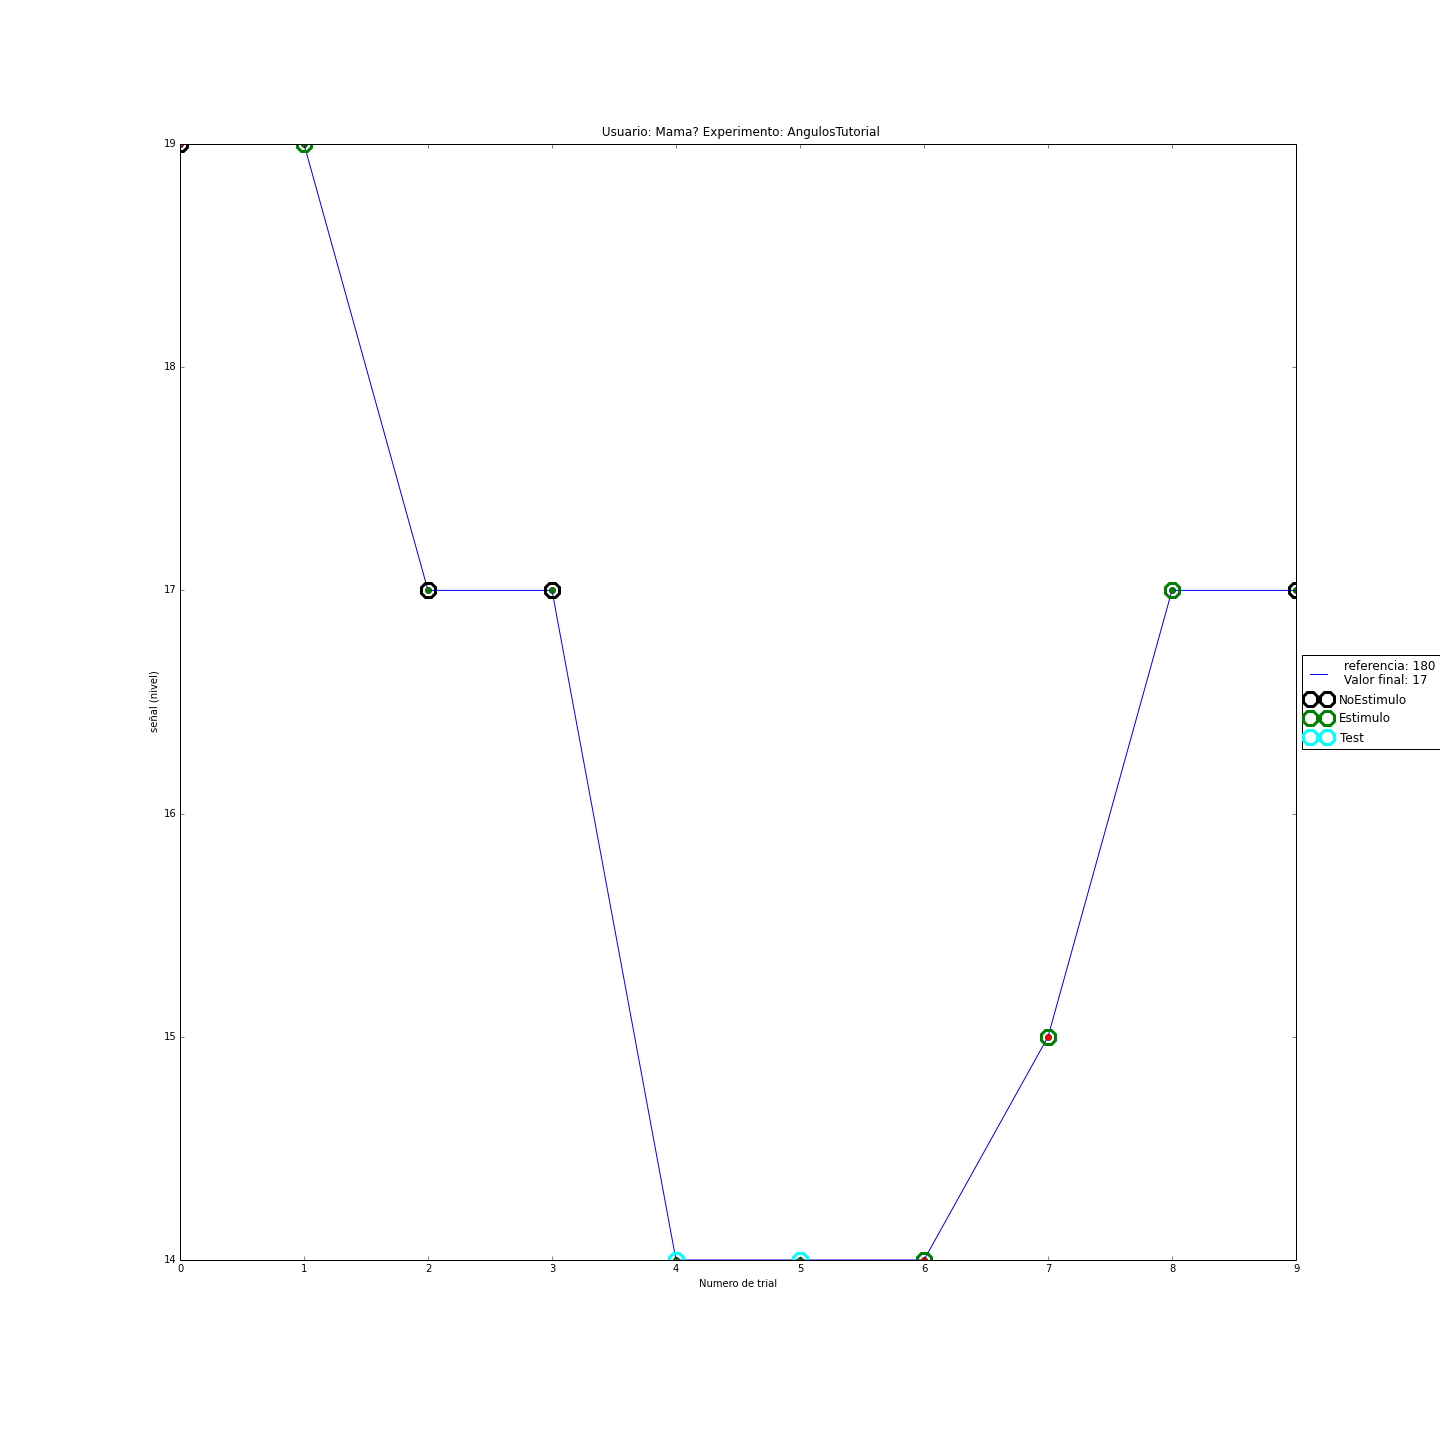 Usuario: Mama? Experimento: AngulosTutorial
19
18
17
16
15
14
señal (nivel)
0 1 2 3 4 5 6 7 8 9
Numero de trial
referencia: 180
Valor final: 17
NoEstimulo
Estimulo
Test